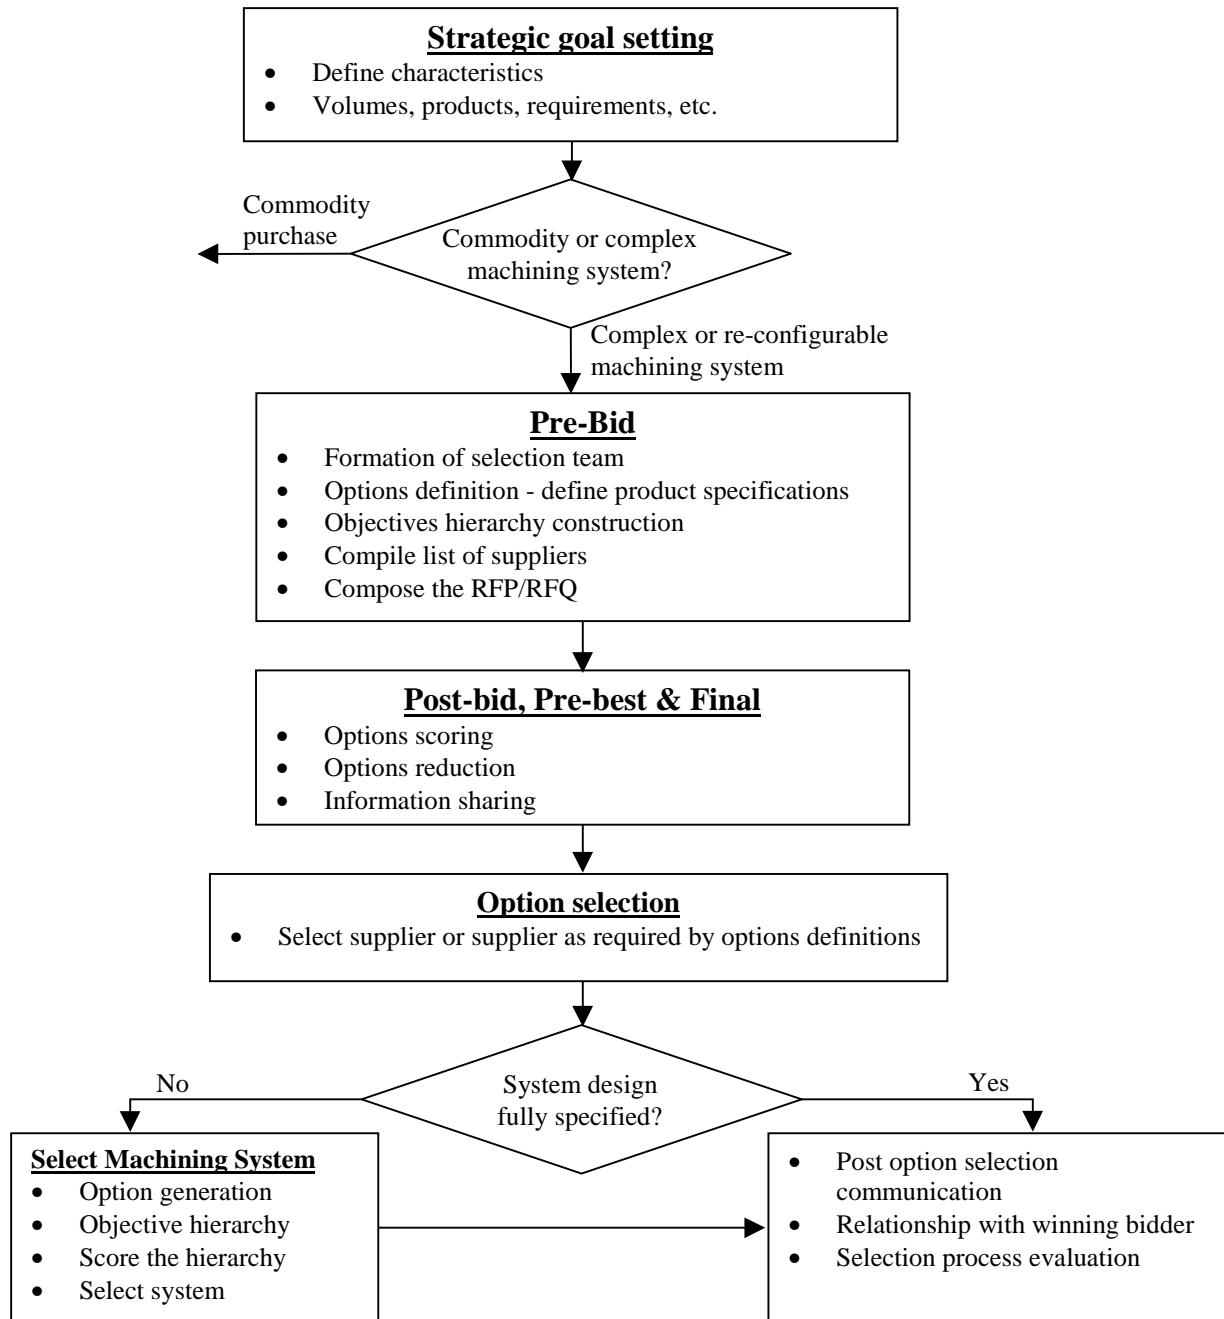 Strategic goal setting
• Define characteristics
• Volumes, products, requirements, etc.
Commodity
purchase
Commodity or complex
machining system?
Complex or re-configurable
machining system
Pre-Bid
• Formation of selection team
• Options definition - define product specifications
• Objectives hierarchy construction
• Compile list of suppliers
• Compose the RFP/RFQ
Post-bid, Pre-best & Final
• Options scoring
• Options reduction
• Information sharing
Option selection
• Select supplier or supplier as required by options definitions
System design
fully specified?
No
Yes
Select Machining System
• Option generation
• Objective hierarchy
• Score the hierarchy
• Select system
• Post option selection
communication
• Relationship with winning bidder
• Selection process evaluation